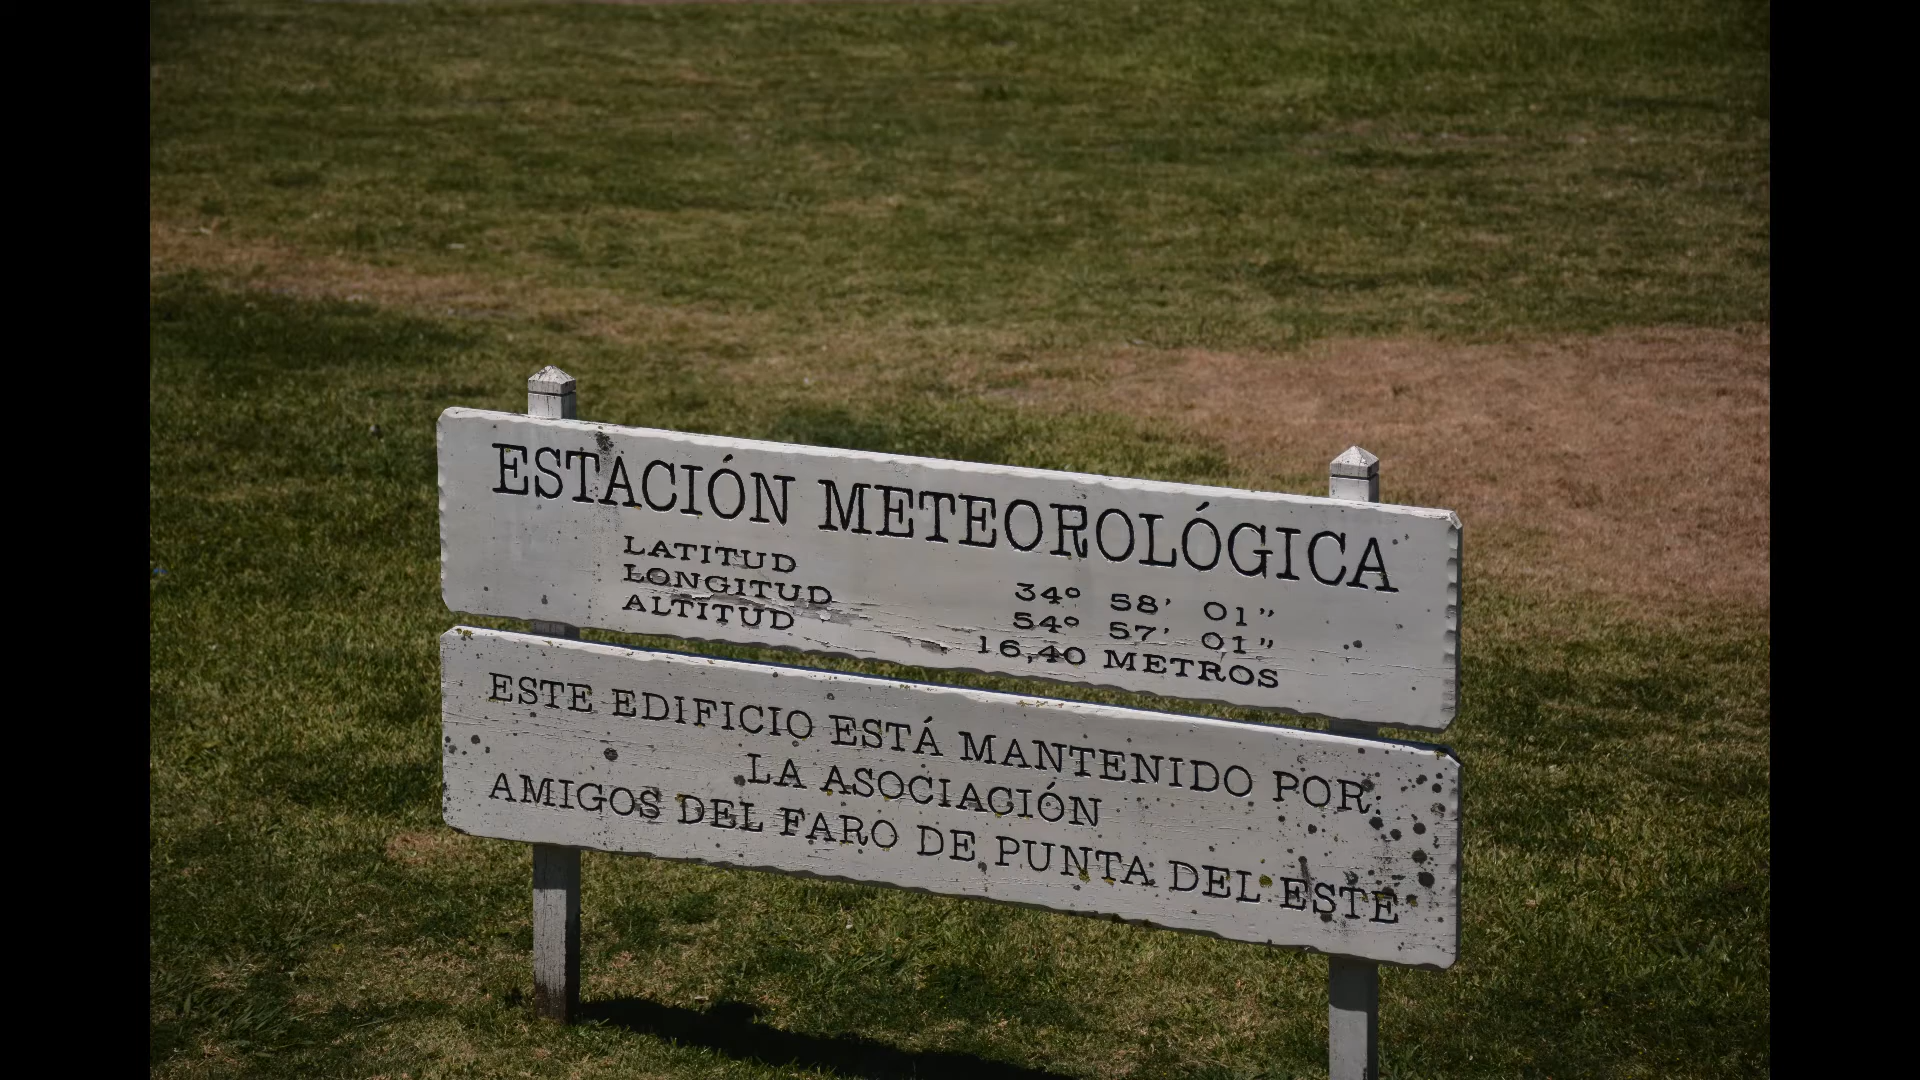 ESTACIÓN METEOROLÓGICA
LATITUD 34º 58' 01"
LONGITUD 54º 57' 01"
ALTITUD 16,40 METROS
ESTE EDIFICIO ESTÁ MANTENIDO POR
LA ASOCIACIÓN
AMIGOS DEL FARO DE PUNTA DEL ESTE